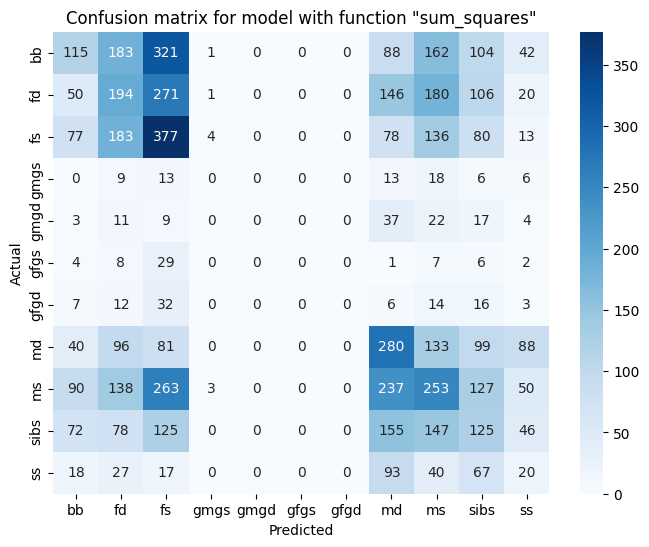 Confusion matrix for model with function "sum_squares"
bb 115 183 321 1 0 0 0 88 162 104 42
fd 50 194 271 1 0 0 0 146 180 106 20
fs 77 183 377 4 0 0 0 78 136 80 13
gmgs 0 9 13 0 0 0 0 13 18 6 6
gmgd 3 11 9 0 0 0 0 37 22 17 4
gfgs 4 8 29 0 0 0 0 1 7 6 2
gfgd 7 12 32 0 0 0 0 6 14 16 3
md 40 96 81 0 0 0 0 280 133 99 88
ms 90 138 263 3 0 0 0 237 253 127 50
sibs 72 78 125 0 0 0 0 155 147 125 46
ss 18 27 17 0 0 0 0 93 40 67 20
bb fd fs gmgs gmgd gfgs gfgd md ms sibs ss
Predicted
Actual
350
300
250
200
150
100
50
0